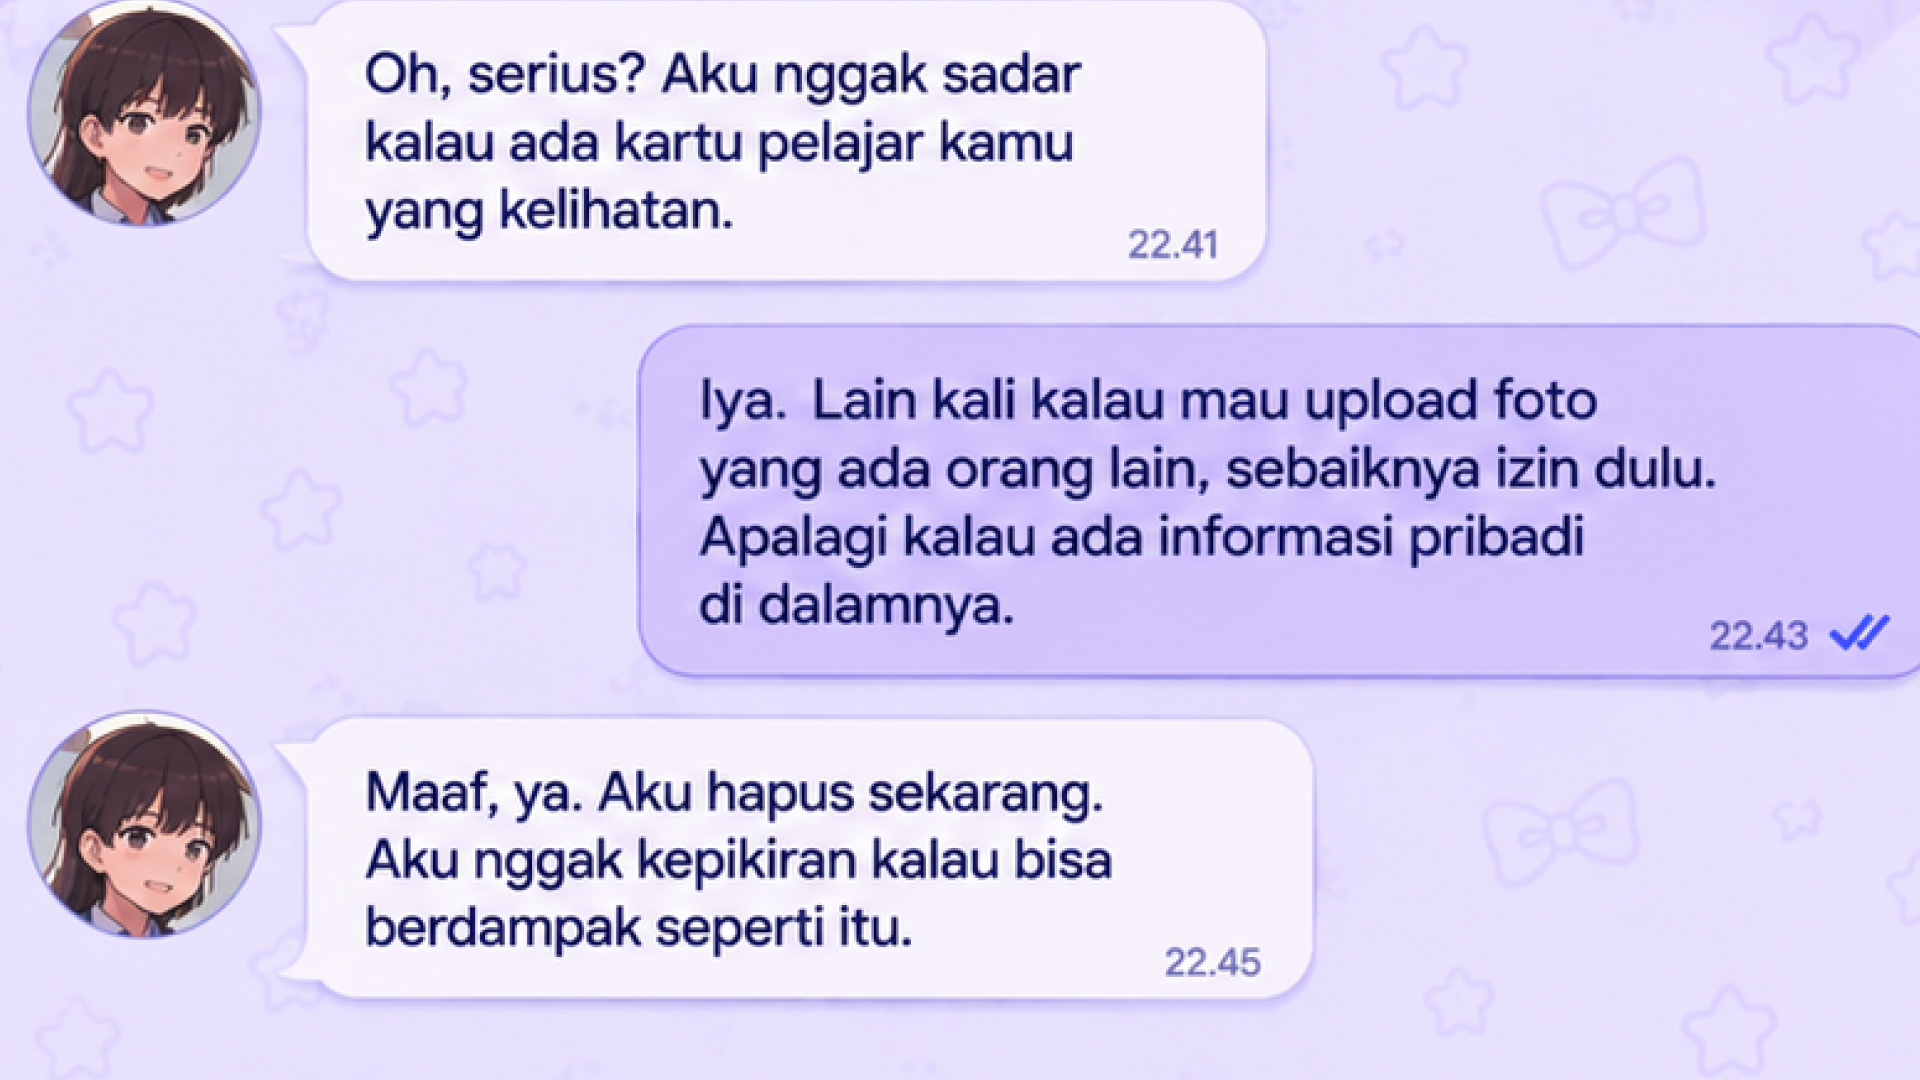 Oh, serius? Aku nggak sadar
kalau ada kartu pelajar kamu
yang kelihatan.
22.41
Iya. Lain kali kalau mau upload foto
yang ada orang lain, sebaiknya izin dulu.
Apalagi kalau ada informasi pribadi
di dalamnya.
22.43
Maaf, ya. Aku hapus sekarang.
Aku nggak kepikiran kalau bisa
berdampak seperti itu.
22.45